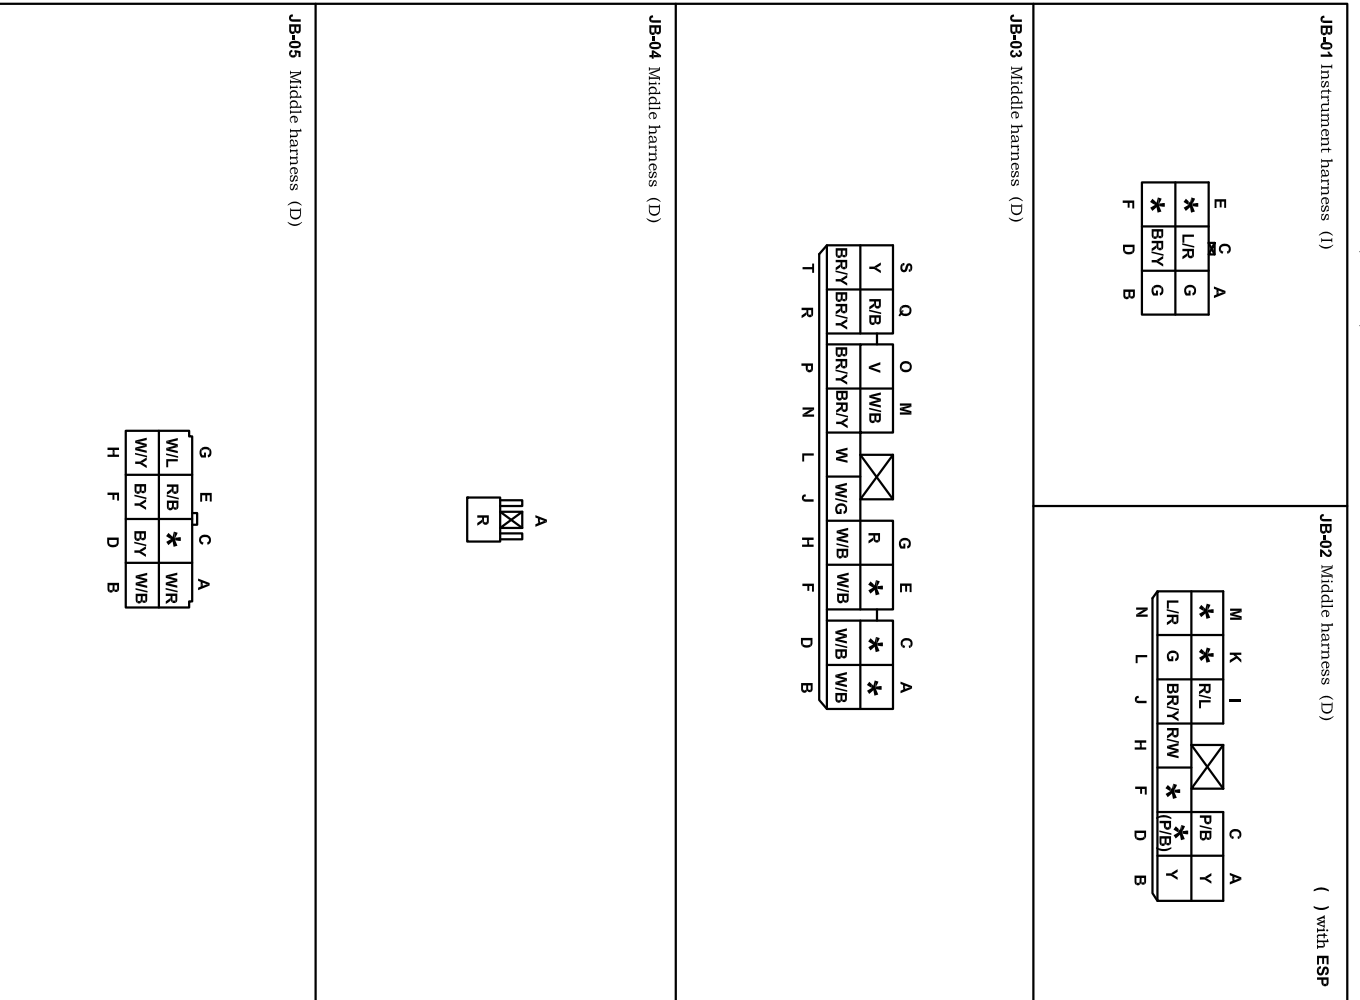 JB-01 Instrument harness (I)
E C A
* L/R G
* BR/Y G
F D B
JB-02 Middle harness (D)
( ) with ESP
M K I C A
* * R/L P/B Y
L/R G BR/Y R/W * * (P/B) Y
N L J H F D B
JB-03 Middle harness (D)
S Q O M G E C A
Y R/B V W/B R * * *
BR/Y BR/Y BR/Y BR/Y W W/G W/B W/B W/B W/B
T R P N L J H F D B
JB-04 Middle harness (D)
A
R
JB-05 Middle harness (D)
G E C A
W/L R/B * W/R
W/Y B/Y B/Y W/B
H F D B